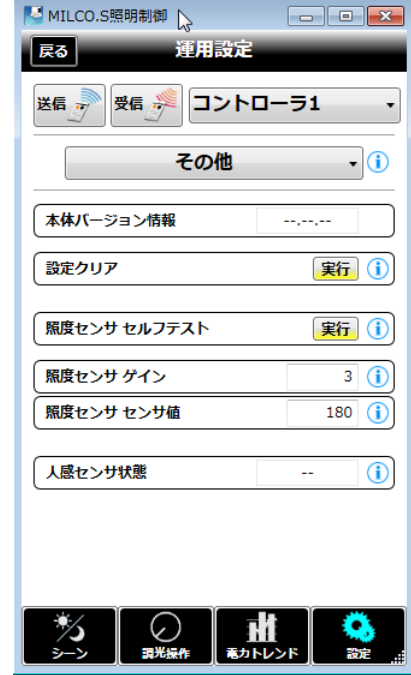 MILCO.S照明制御
戻る 運用設定
送信 受信 コントローラ1
その他
本体バージョン情報 --,--,--
設定クリア 実行
照度センサ セルフテスト 実行
照度センサ ゲイン 3
照度センサ センサ値 180
人感センサ状態 --
シーン 調光操作 電力トレンド 設定